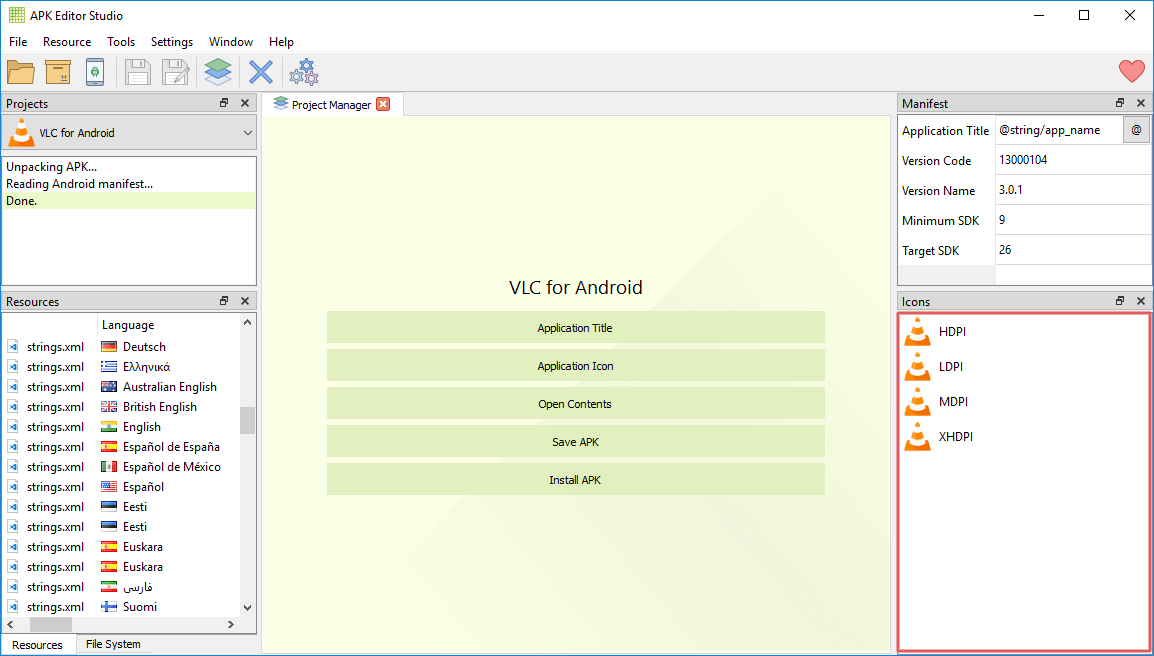 APK Editor Studio
File Resource Tools Settings Window Help
Projects
VLC for Android
Unpacking APK...
Reading Android manifest...
Done.
Resources
Language
strings.xml Deutsch
strings.xml Ελληνικά
strings.xml Australian English
strings.xml British English
strings.xml English
strings.xml Español de España
strings.xml Español de México
strings.xml Español
strings.xml Eesti
strings.xml Eesti
strings.xml Euskara
strings.xml Euskara
strings.xml فارسی
strings.xml Suomi
Resources File System
Project Manager
VLC for Android
Application Title
Application Icon
Open Contents
Save APK
Install APK
Manifest
Application Title @string/app_name @
Version Code 13000104
Version Name 3.0.1
Minimum SDK 9
Target SDK 26
Icons
HDPI
LDPI
MDPI
XHDPI